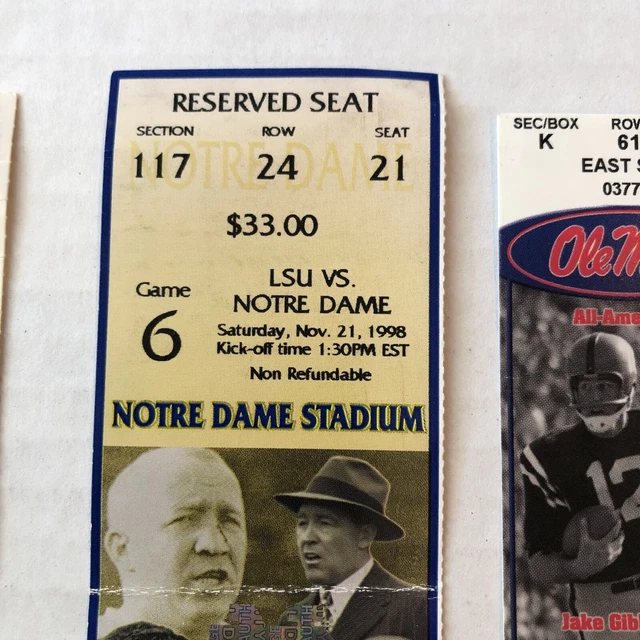 RESERVED SEAT
SECTION ROW SEAT
117 24 21
NOTRE DAME
$33.00
Game
6
LSU VS.
NOTRE DAME
Saturday, Nov. 21, 1998
Kick-off time 1:30PM EST
Non Refundable
NOTRE DAME STADIUM
SEC/BOX
K
61
EAST
0377
Ole M
All-Ame
12
Jake Gib